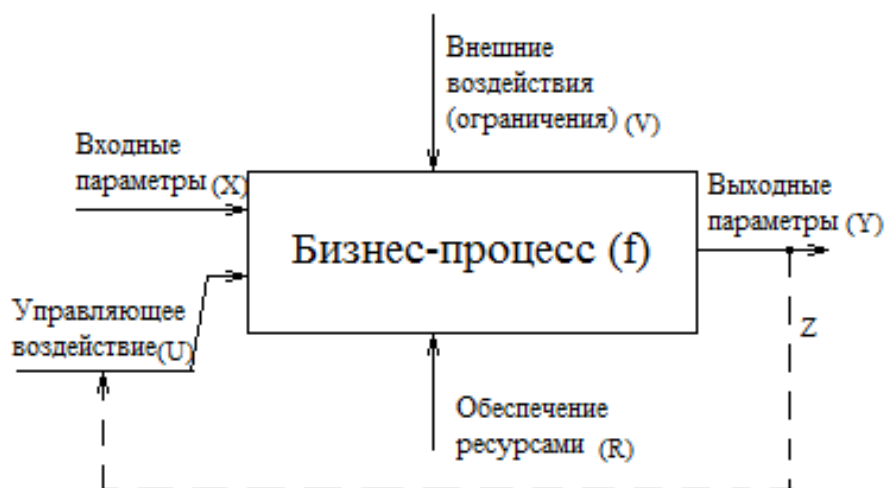 Внешние
воздействия
(ограничения) (V)
Входные
параметры (X)
Выходные
параметры (Y)
Бизнес-процесс (f)
Управляющее
воздействие(U)
Z
Обеспечение
ресурсами (R)